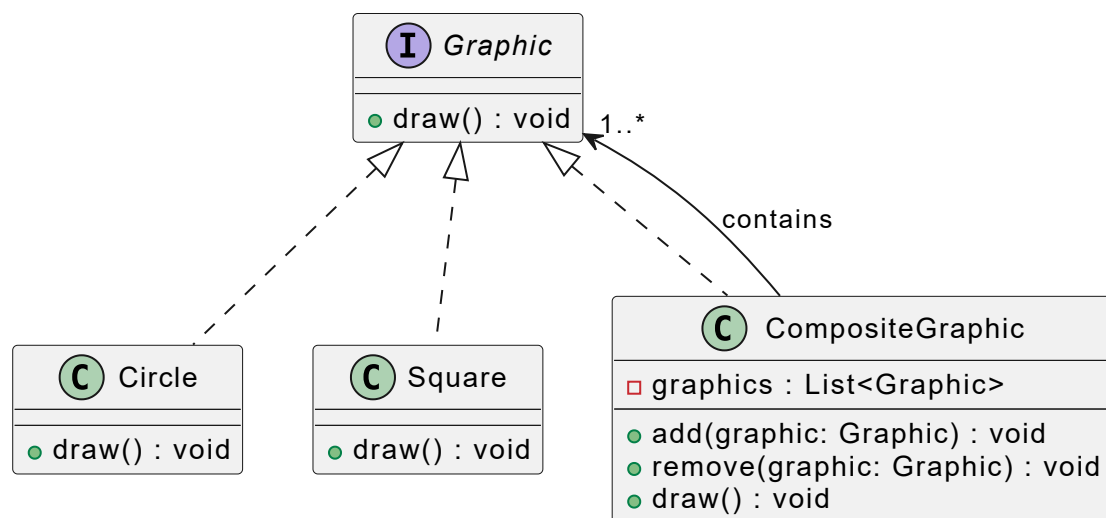 I Graphic
draw() : void
1..*
contains
C Circle
draw() : void
C Square
draw() : void
C CompositeGraphic
graphics : List<Graphic>
add(graphic: Graphic) : void
remove(graphic: Graphic) : void
draw() : void